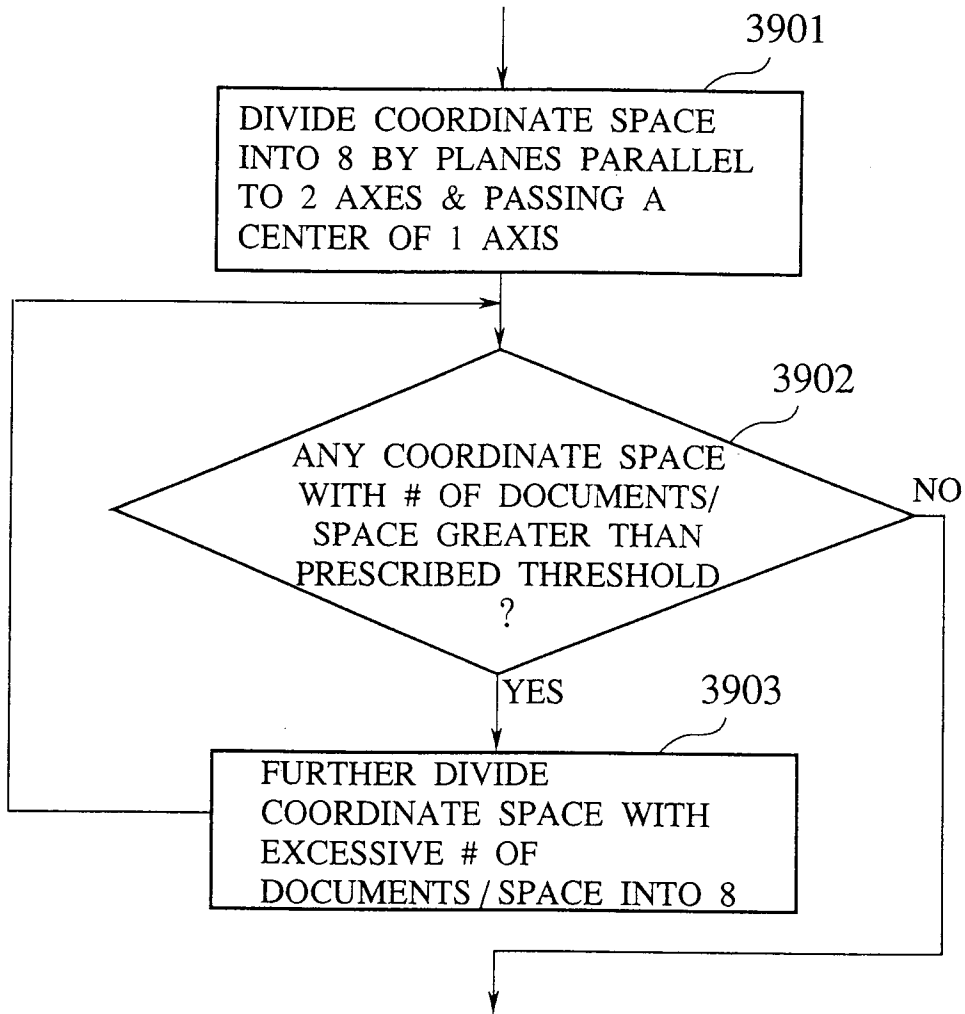 3901
DIVIDE COORDINATE SPACE
INTO 8 BY PLANES PARALLEL
TO 2 AXES & PASSING A
CENTER OF 1 AXIS
3902
ANY COORDINATE SPACE
WITH # OF DOCUMENTS/
SPACE GREATER THAN
PRESCRIBED THRESHOLD
?
NO
YES
3903
FURTHER DIVIDE
COORDINATE SPACE WITH
EXCESSIVE # OF
DOCUMENTS / SPACE INTO 8